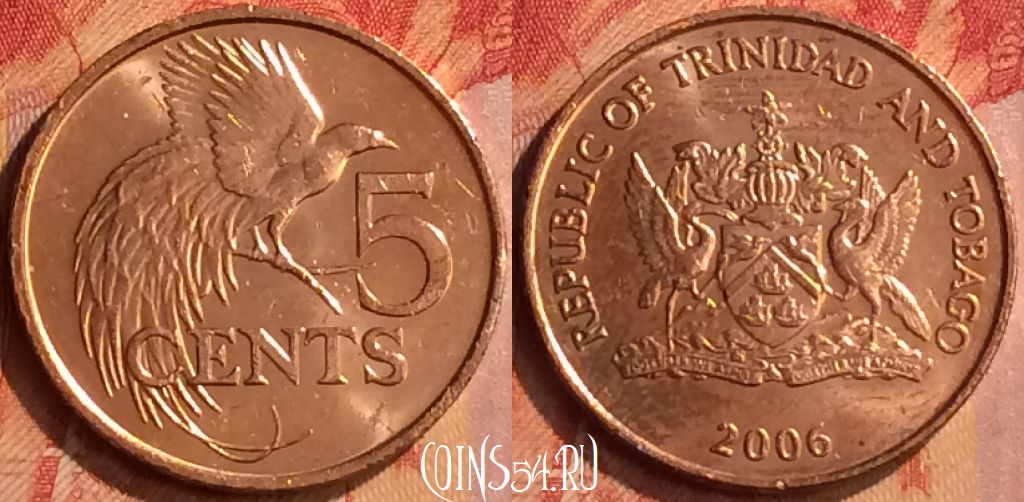 5
CENTS
REPUBLIC OF TRINIDAD AND TOBAGO
2006
COINS54.RU